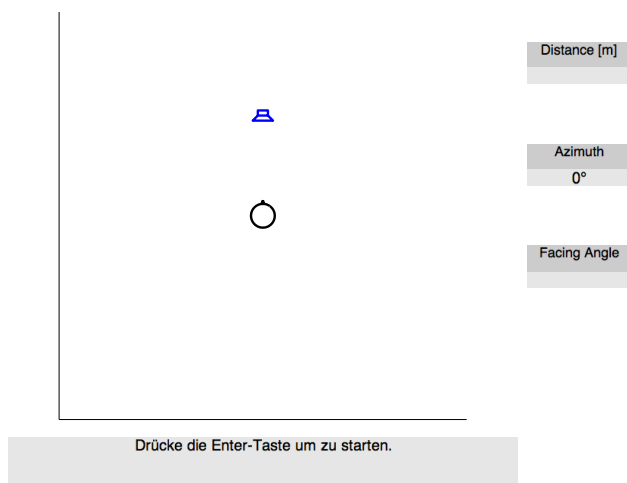 Distance [m]
Azimuth
0°
Facing Angle
Drücke die Enter-Taste um zu starten.